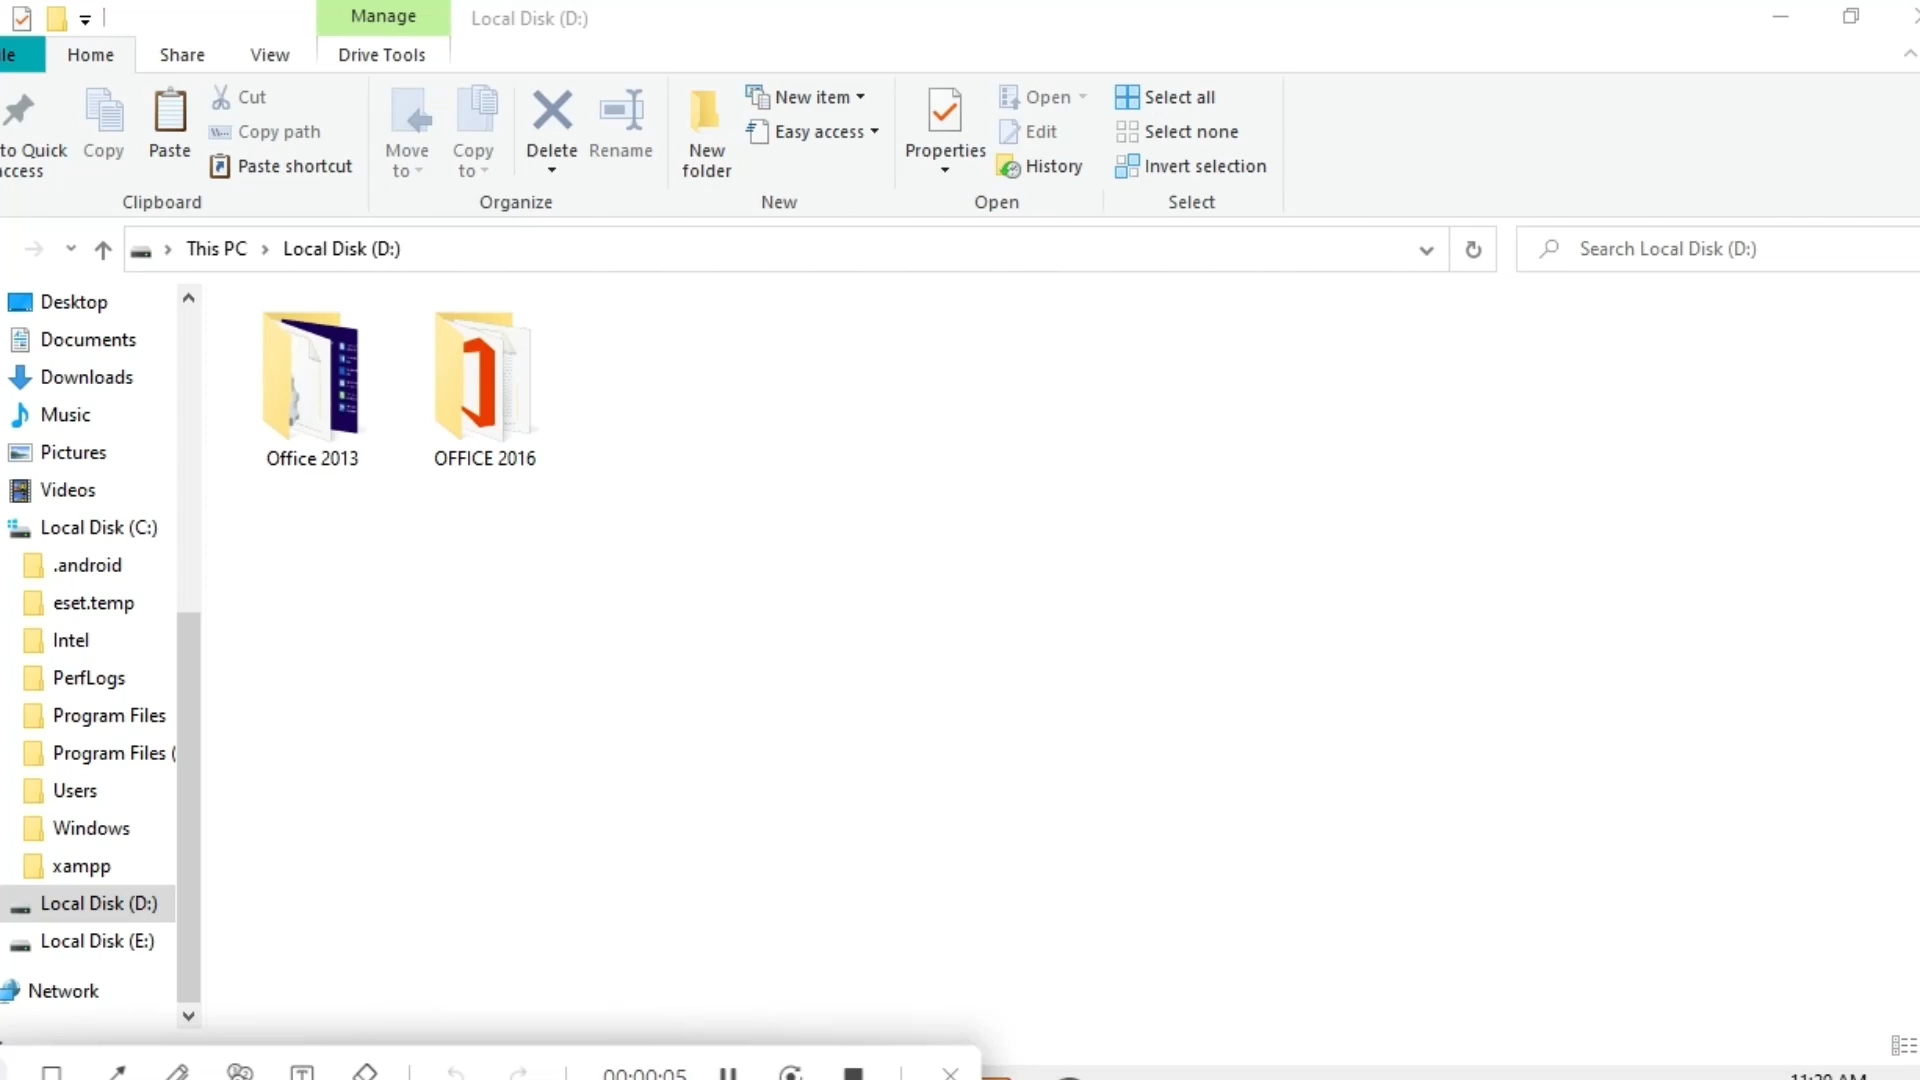 Manage
Local Disk (D:)
Home
Share
View
Drive Tools
to Quick
Copy
Paste
Cut
Copy path
Paste shortcut
Clipboard
Move
to
Copy
to
Delete
Rename
Organize
New
folder
New item
Easy access
New
Properties
Open
Edit
History
Open
Select all
Select none
Invert selection
Select
This PC
Local Disk (D:)
Search Local Disk (D:)
Desktop
Documents
Downloads
Music
Pictures
Videos
Local Disk (C:)
.android
eset.temp
Intel
PerfLogs
Program Files
Program Files (
Users
Windows
xampp
Local Disk (D:)
Local Disk (E:)
Network
Office 2013
OFFICE 2016
00:00:05